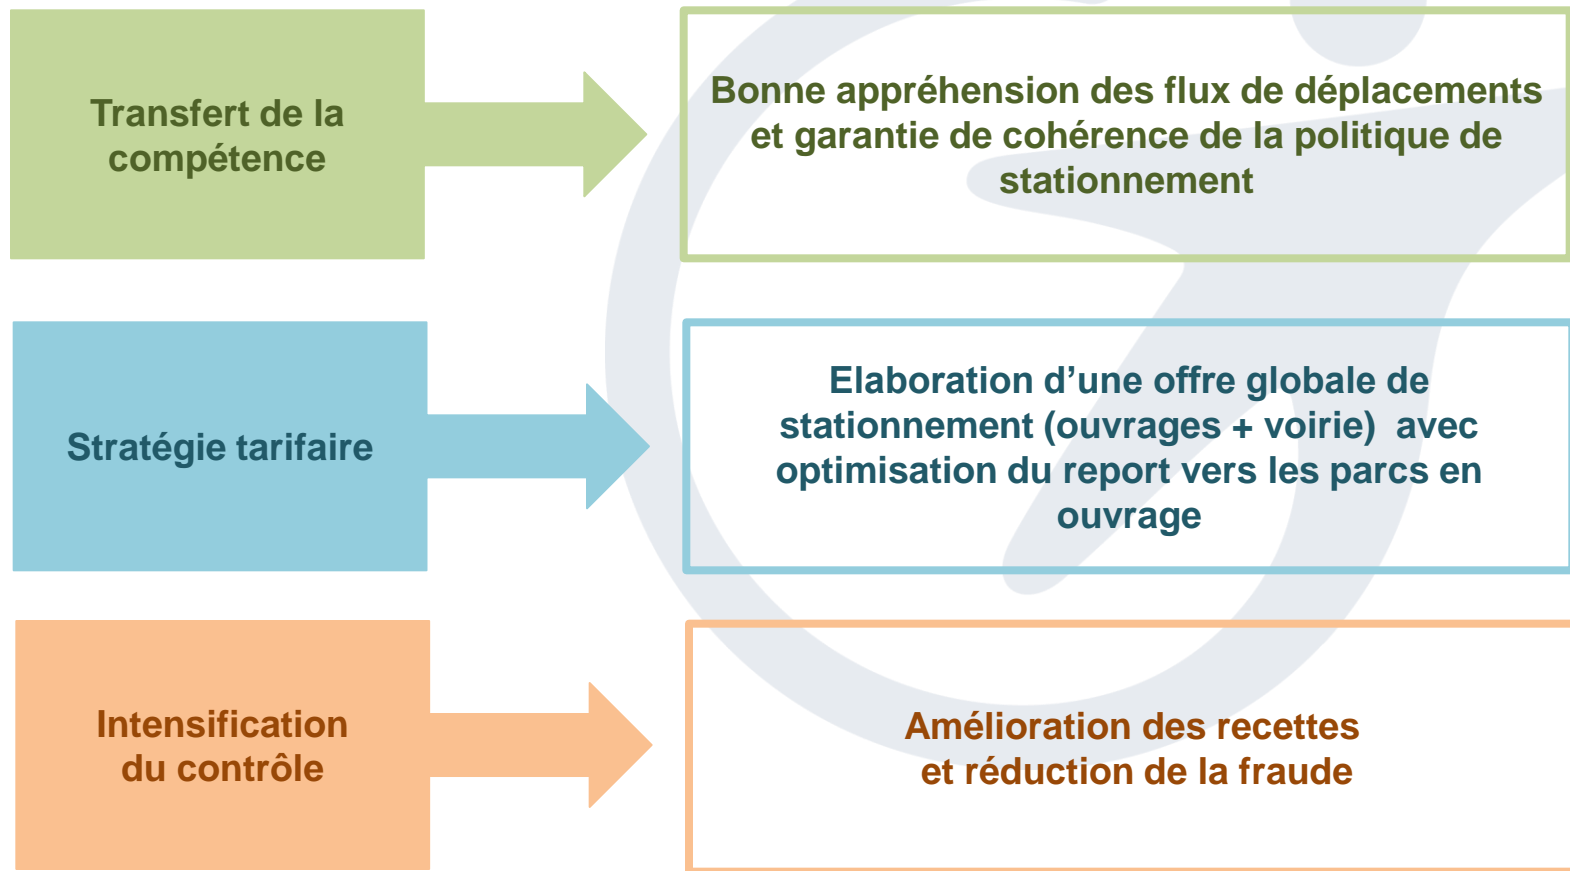 Transfert de la
compétence
Bonne appréhension des flux de déplacements
et garantie de cohérence de la politique de
stationnement
Stratégie tarifaire
Elaboration d’une offre globale de
stationnement (ouvrages + voirie)  avec
optimisation du report vers les parcs en
ouvrage
Intensification
du contrôle
Amélioration des recettes
et réduction de la fraude